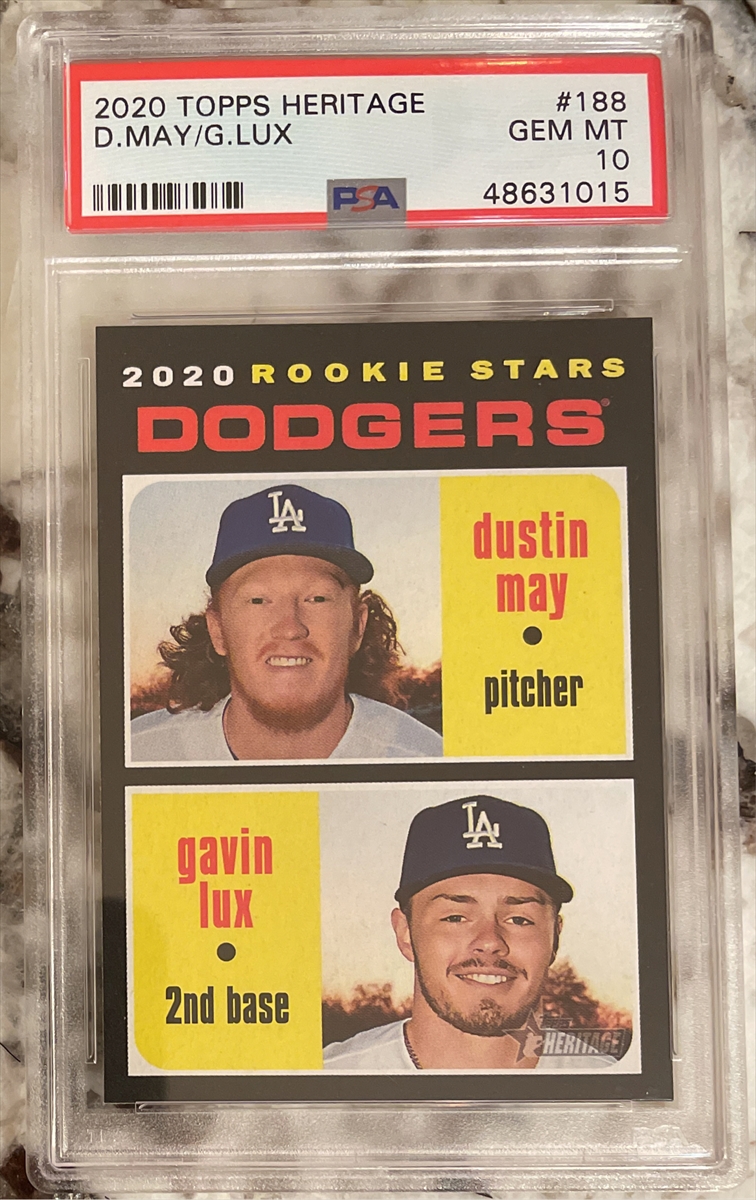 2020 TOPPS HERITAGE #188
D.MAY/G.LUX GEM MT
10
PSA 48631015
2020 ROOKIE STARS
DODGERS®
LA
dustin
may
•
pitcher
LA
gavin
lux
•
2nd base
HERITAGE